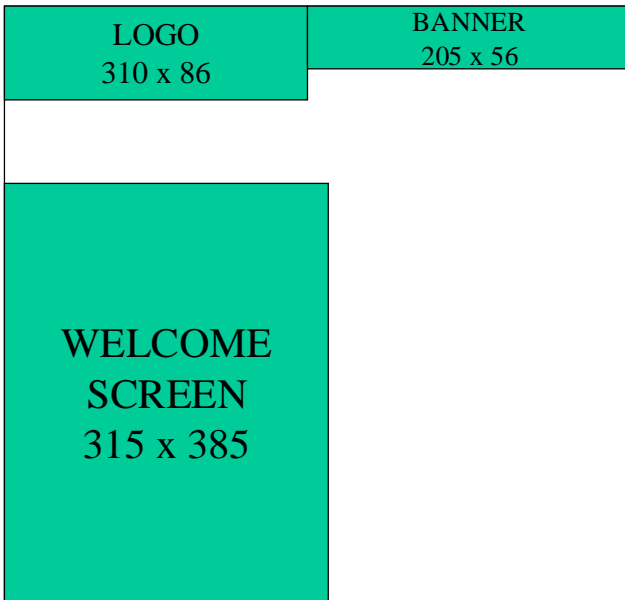 LOGO
310 x 86
BANNER
205 x 56
WELCOME
SCREEN
315 x 385